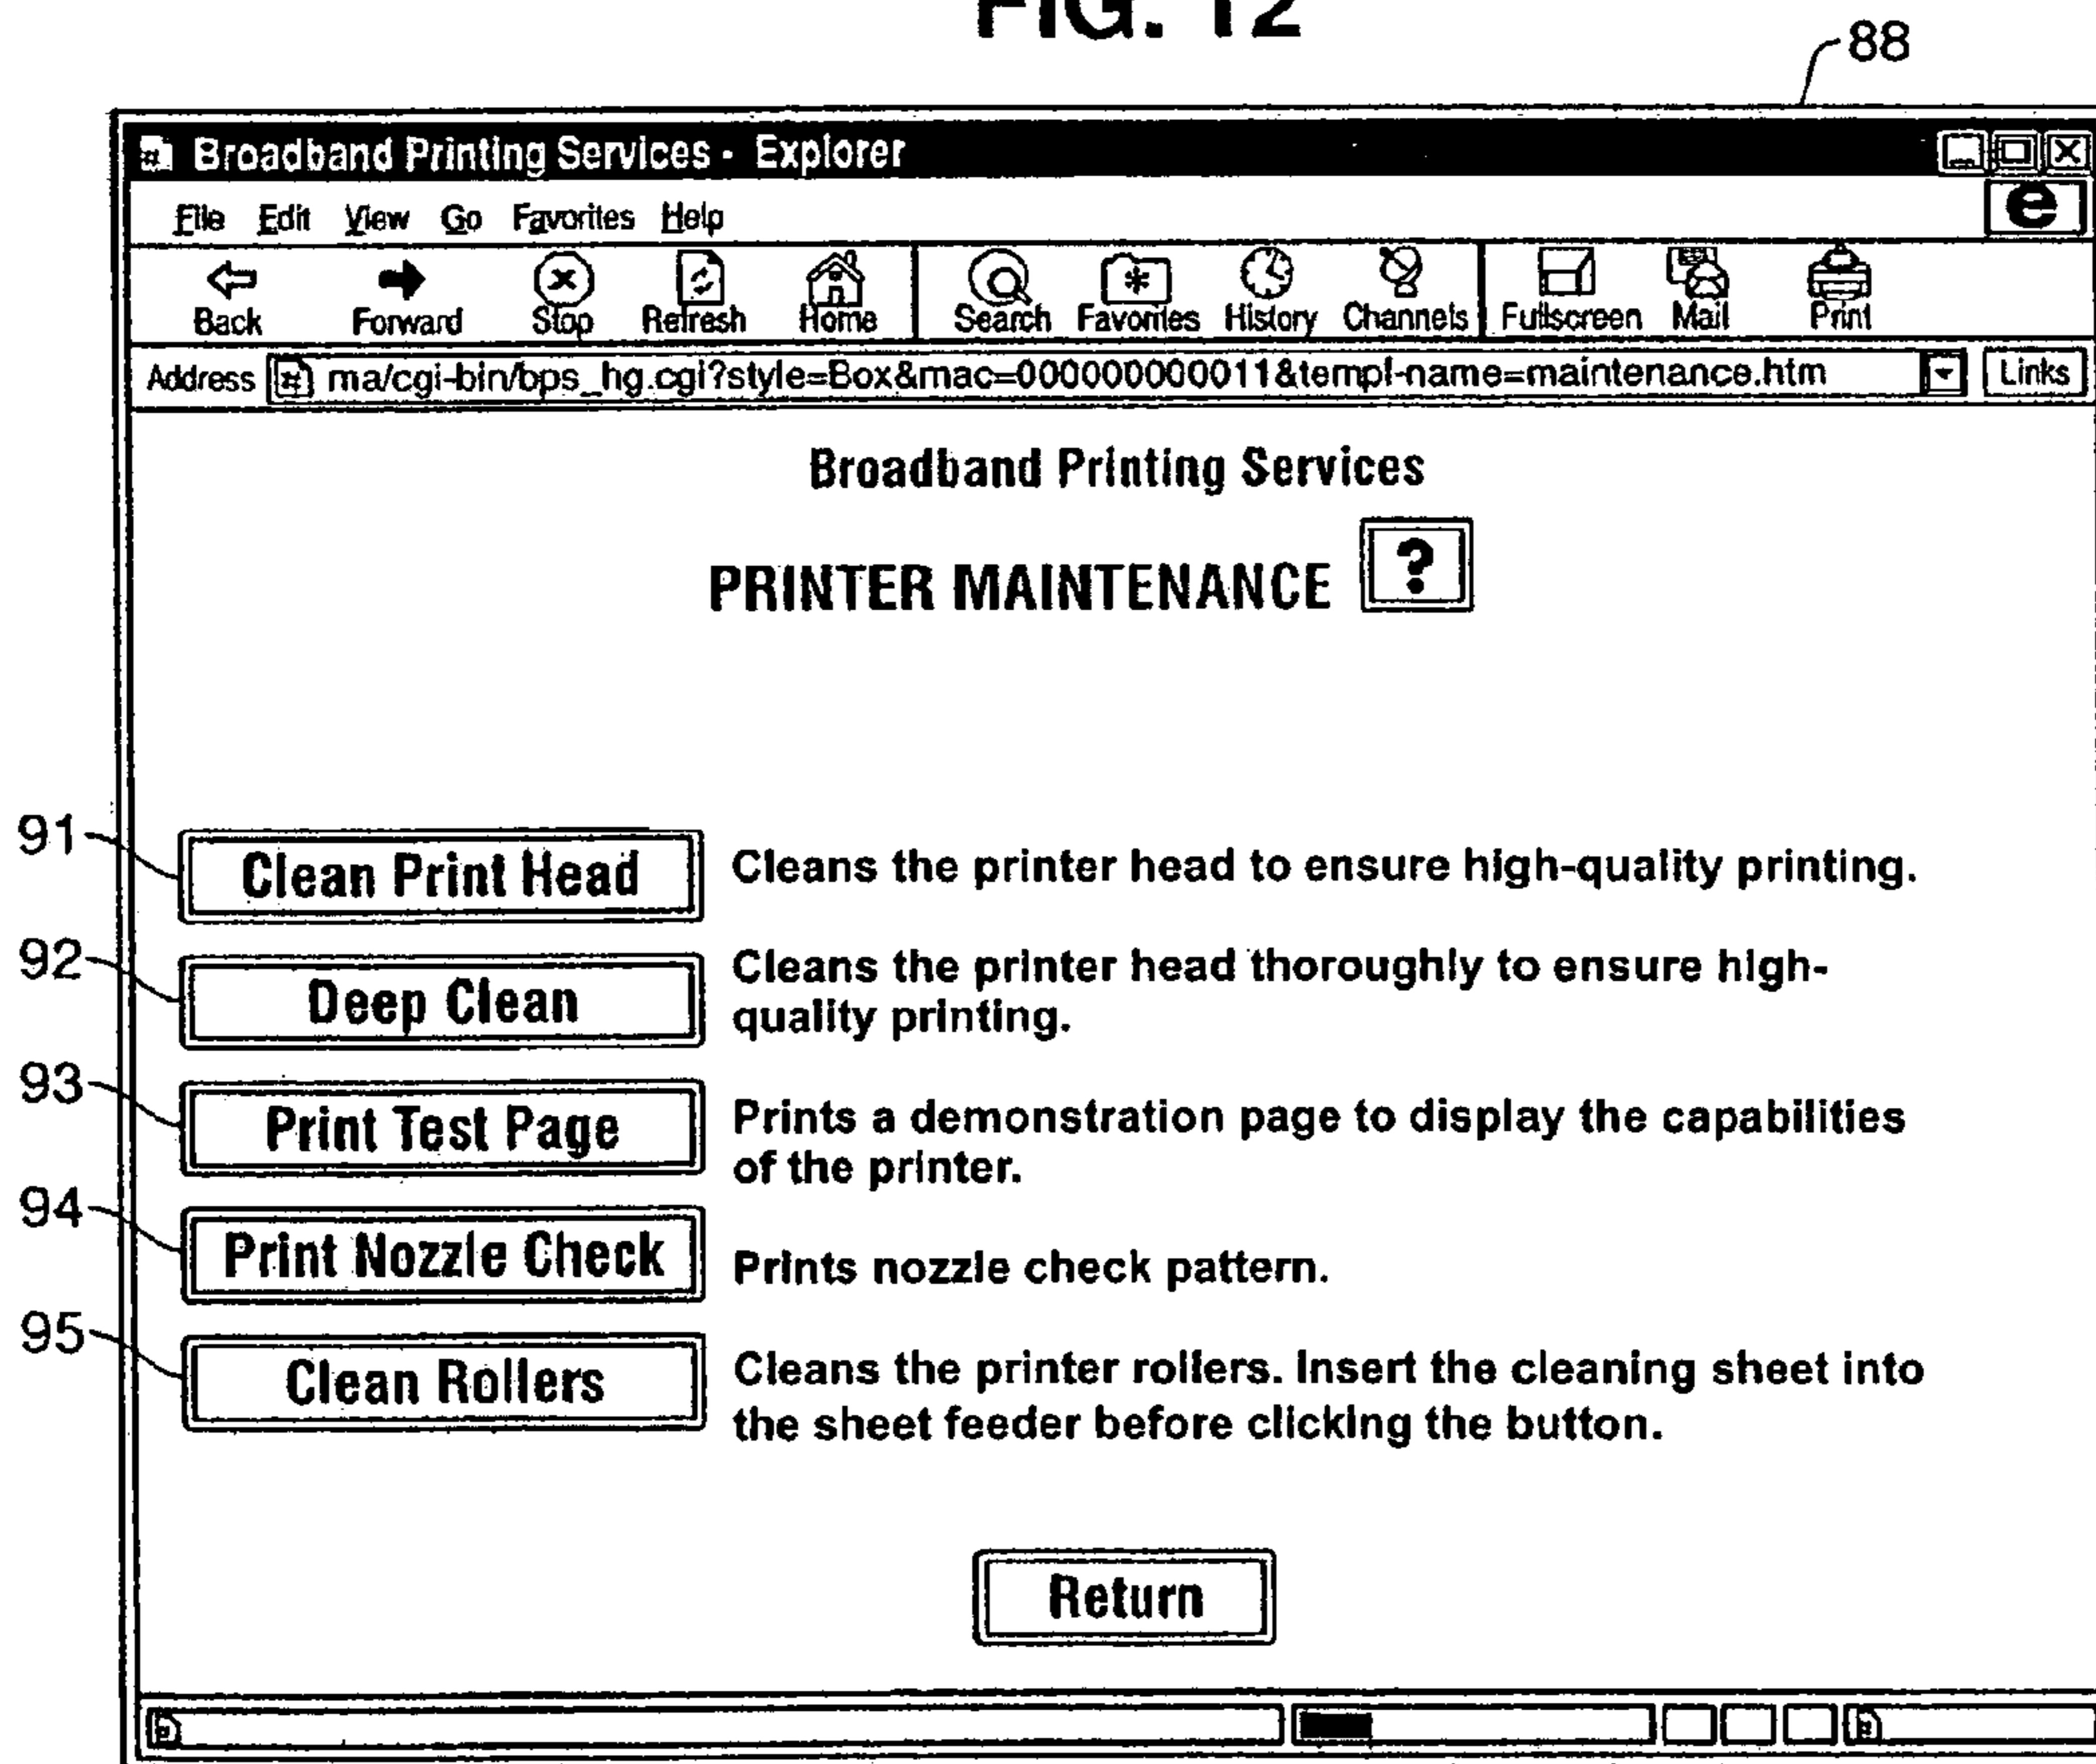 FIG. 12
88
Broadband Printing Services - Explorer
File Edit View Go Favorites Help
e
Back Forward Stop Refresh Home Search Favorites History Channels Fullscreen Mail Print
Address ma/cgi-bin/bps_hg.cgi?style=Box&mac=000000000011&templ-name=maintenance.htm Links
Broadband Printing Services
PRINTER MAINTENANCE ?
91
Clean Print Head Cleans the printer head to ensure high-quality printing.
92
Deep Clean Cleans the printer head thoroughly to ensure high-
quality printing.
93
Print Test Page Prints a demonstration page to display the capabilities
of the printer.
94
Print Nozzle Check Prints nozzle check pattern.
95
Clean Rollers Cleans the printer rollers. Insert the cleaning sheet into
the sheet feeder before clicking the button.
Return